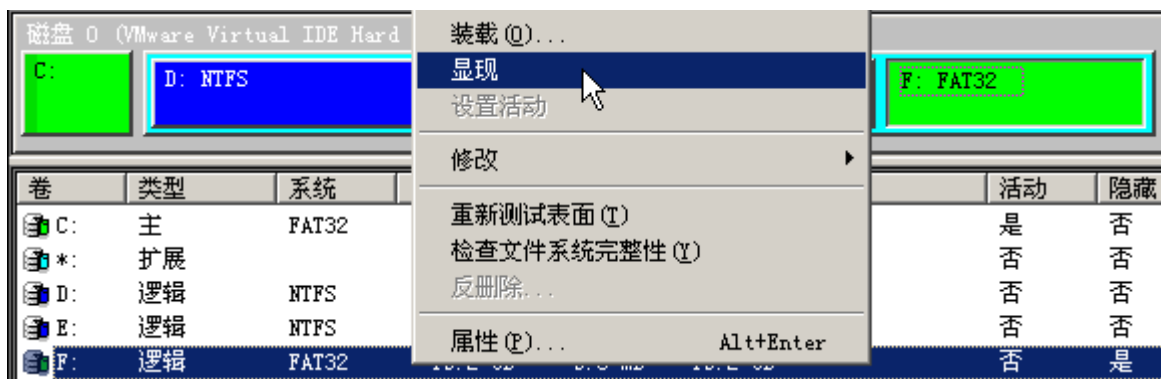 磁盘 0 (VMware Virtual IDE Hard
C:
D: NTFS
F: FAT32
装载(O)...
显现
设置活动
修改
重新测试表面(T)
检查文件系统完整性(Y)
反删除...
属性(P)... Alt+Enter
卷 类型 系统 活动 隐藏
C: 主 FAT32 是 否
*: 扩展 否 否
D: 逻辑 NTFS 否 否
E: 逻辑 NTFS 否 否
F: 逻辑 FAT32 否 是